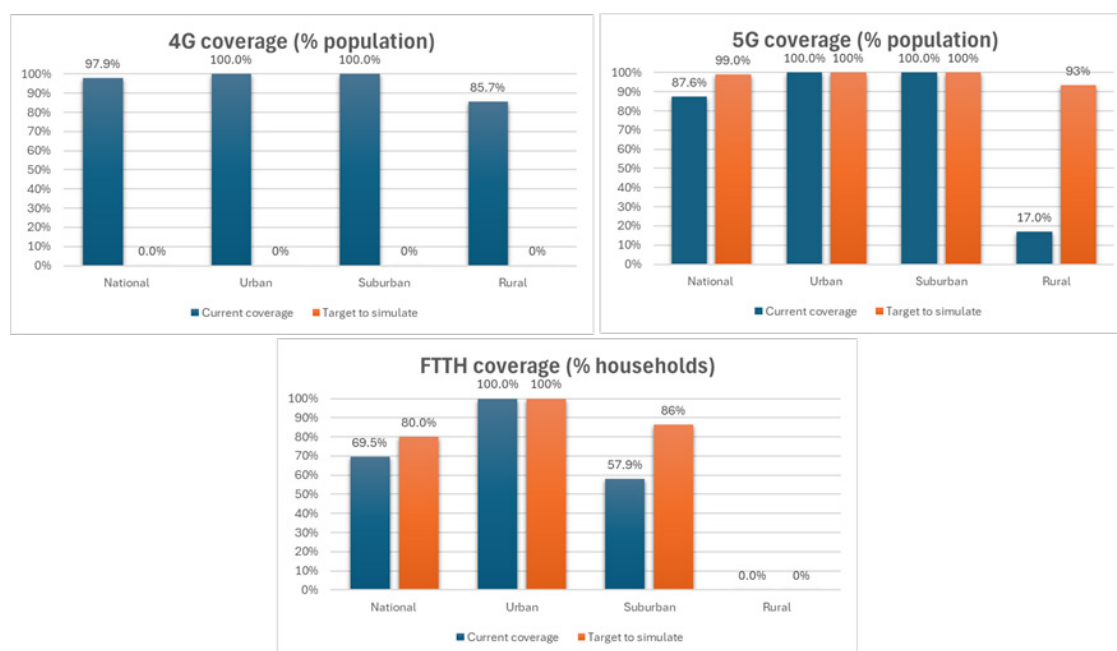 4G coverage (% population)
97.9% 100.0% 100.0% 85.7%
100%
90%
80%
70%
60%
50%
40%
30%
20%
10%
0%
0.0% 0% 0% 0%
National Urban Suburban Rural
Current coverage Target to simulate
5G coverage (% population)
87.6% 99.0% 100.0% 100% 100.0% 100% 17.0% 93%
100%
90%
80%
70%
60%
50%
40%
30%
20%
10%
0%
National Urban Suburban Rural
Current coverage Target to simulate
FTTH coverage (% households)
69.5% 80.0% 100.0% 100% 57.9% 86% 0.0% 0%
100%
90%
80%
70%
60%
50%
40%
30%
20%
10%
0%
National Urban Suburban Rural
Current coverage Target to simulate